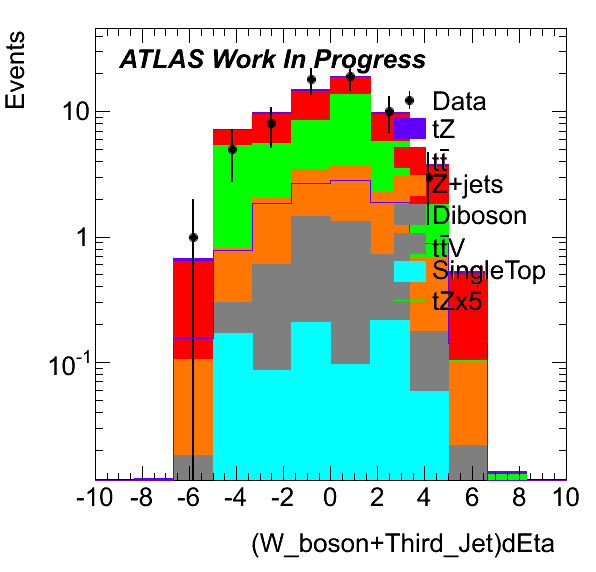 Events
ATLAS Work In Progress
10
1
10⁻¹
Data
tZ
tt̄
Z+jets
Diboson
tt̄V
SingleTop
tZx5
-10 -8 -6 -4 -2 0 2 4 6 8 10
(W_boson+Third_Jet)dEta